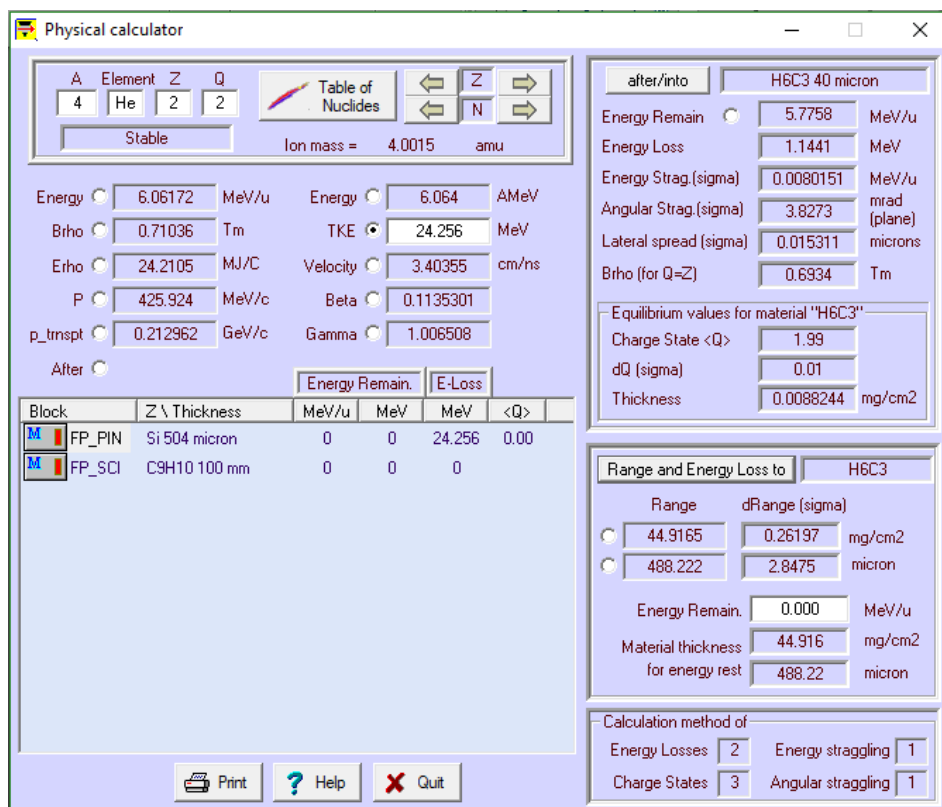 Physical calculator
A Element Z Q
4 He 2 2
Table of Nuclides
Z
N
Stable
Ion mass = 4.0015 amu
Energy 6.06172 MeV/u Energy 6.064 AMeV
Brho 0.71036 Tm TKE 24.256 MeV
Erho 24.2105 MJ/C Velocity 3.40355 cm/ns
P 425.924 MeV/c Beta 0.1135301
p_trnspt 0.212962 GeV/c Gamma 1.006508
After
Energy Remain. E-Loss
Block Z \ Thickness MeV/u MeV MeV <Q>
M FP_PIN Si 504 micron 0 0 24.256 0.00
M FP_SCI C9H10 100 mm 0 0 0
Print ? Help Quit
after/into H6C3 40 micron
Energy Remain 5.7758 MeV/u
Energy Loss 1.1441 MeV
Energy Strag.(sigma) 0.0080151 MeV/u
Angular Strag.(sigma) 3.8273 mrad (plane)
Lateral spread (sigma) 0.015311 microns
Brho (for Q=Z) 0.6934 Tm
Equilibrium values for material "H6C3"
Charge State <Q> 1.99
dQ (sigma) 0.01
Thickness 0.0088244 mg/cm2
Range and Energy Loss to H6C3
Range dRange (sigma)
44.9165 0.26197 mg/cm2
488.222 2.8475 micron
Energy Remain. 0.000 MeV/u
Material thickness 44.916 mg/cm2
for energy rest 488.22 micron
Calculation method of
Energy Losses 2 Energy straggling 1
Charge States 3 Angular straggling 1